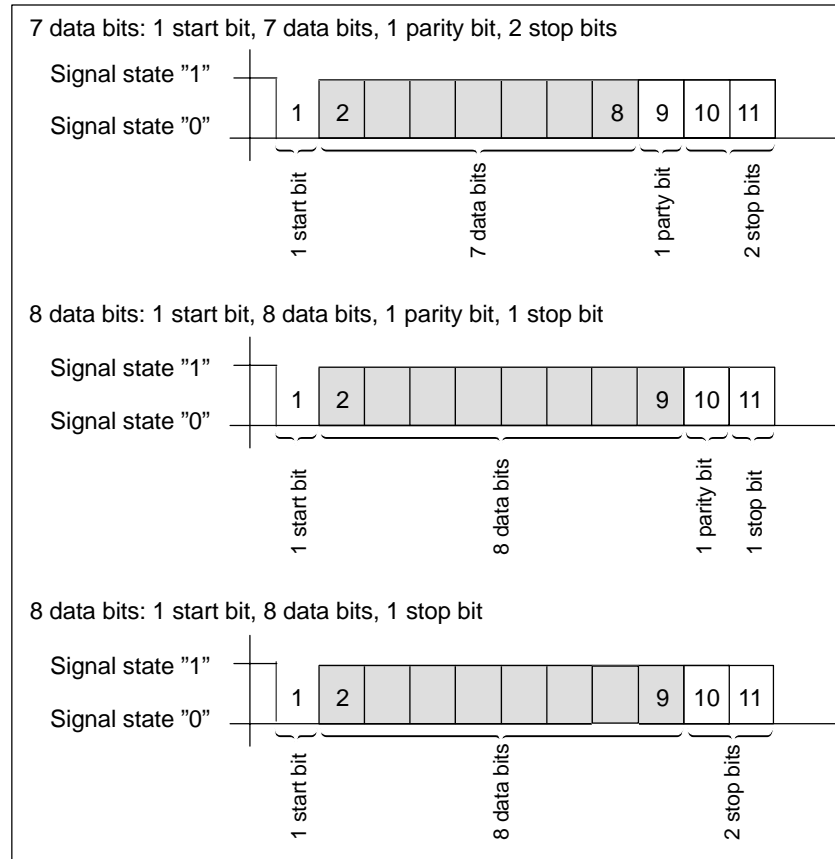 7 data bits: 1 start bit, 7 data bits, 1 parity bit, 2 stop bits
Signal state ”1”
Signal state ”0”
1 2 8 9 10 11
1 start bit
7 data bits
1 party bit
2 stop bits
8 data bits: 1 start bit, 8 data bits, 1 parity bit, 1 stop bit
Signal state ”1”
Signal state ”0”
1 2 9 10 11
1 start bit
8 data bits
1 parity bit
1 stop bit
8 data bits: 1 start bit, 8 data bits, 1 stop bit
Signal state ”1”
Signal state ”0”
1 2 9 10 11
1 start bit
8 data bits
2 stop bits